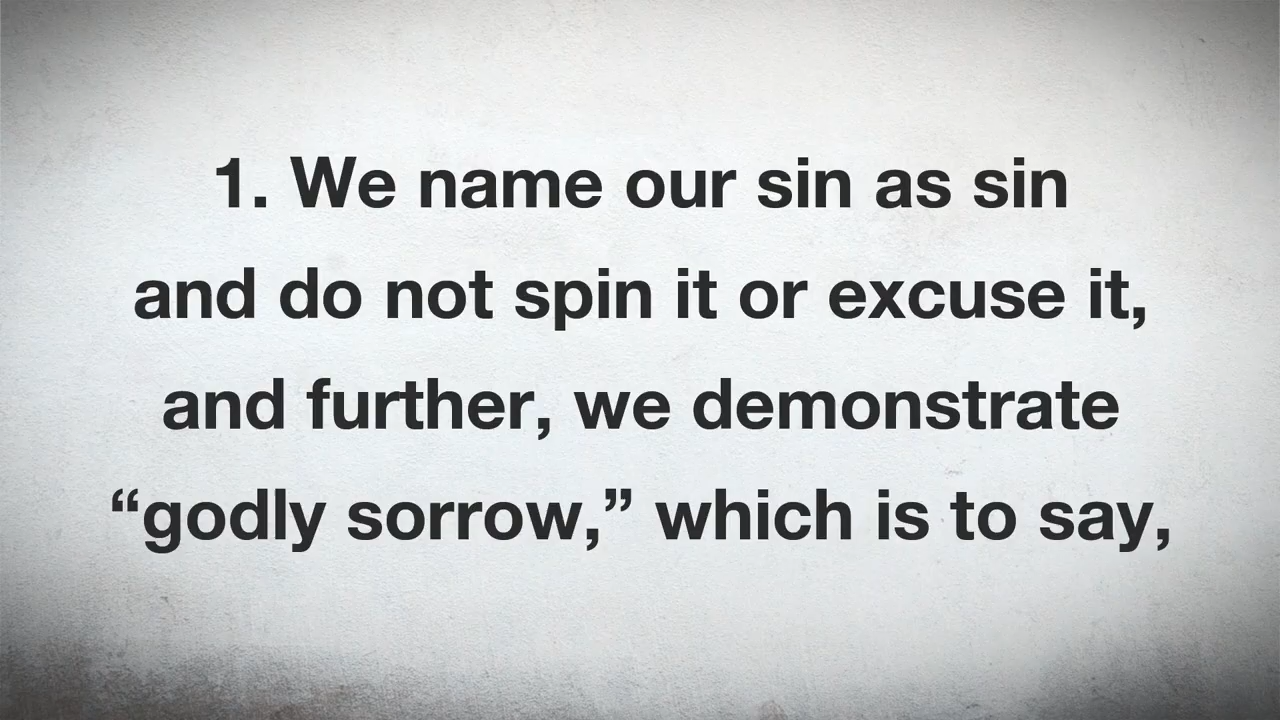 1. We name our sin as sin
and do not spin it or excuse it,
and further, we demonstrate
“godly sorrow,” which is to say,